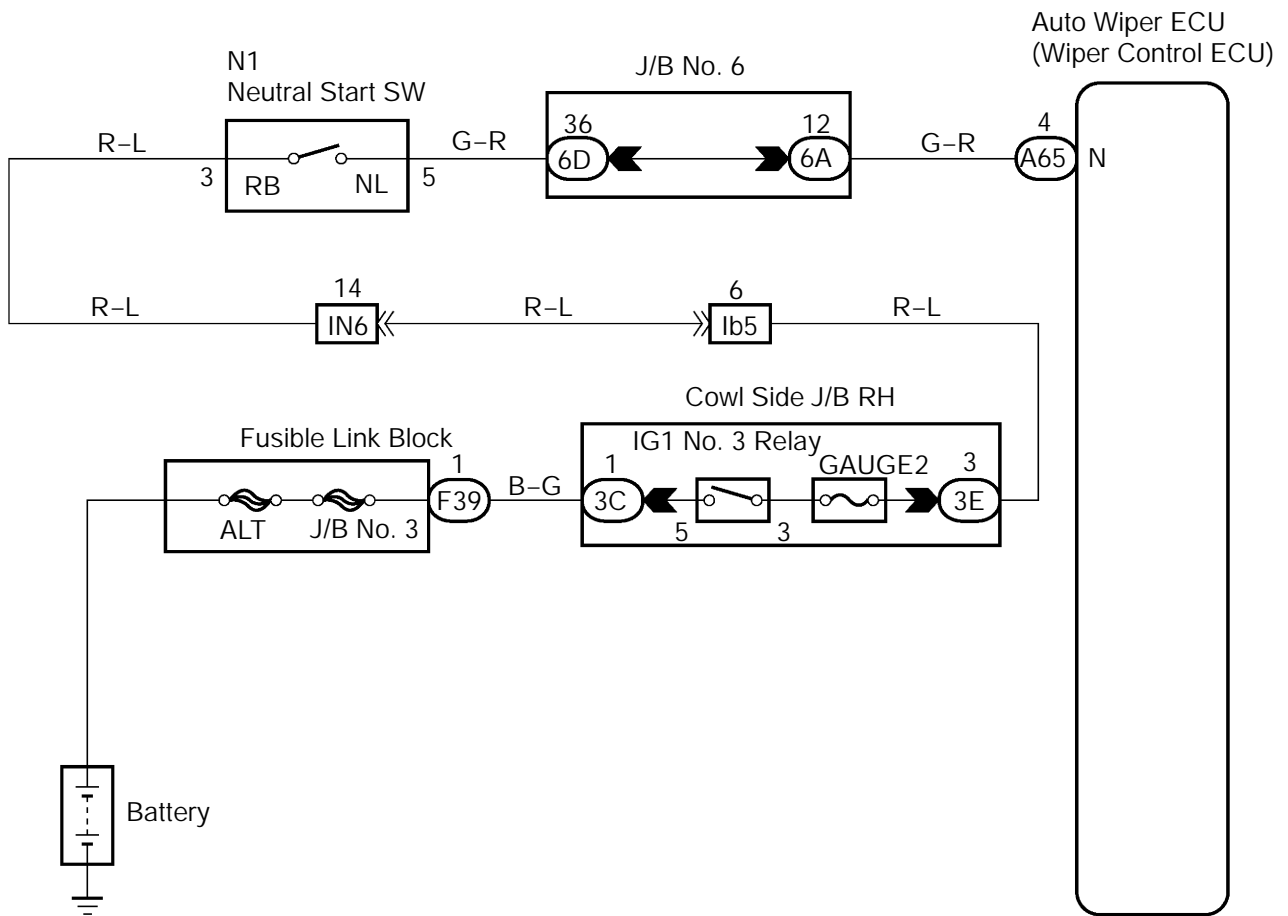 Auto Wiper ECU
(Wiper Control ECU)
N1
Neutral Start SW
J/B No. 6
R–L
3
RB
NL
5
G–R
36
6D
12
6A
G–R
4
A65
N
R–L
14
IN6
R–L
6
Ib5
R–L
Cowl Side J/B RH
Fusible Link Block
IG1 No. 3 Relay
GAUGE2
ALT
J/B No. 3
1
F39
B–G
1
3C
5
3
3
3E
Battery